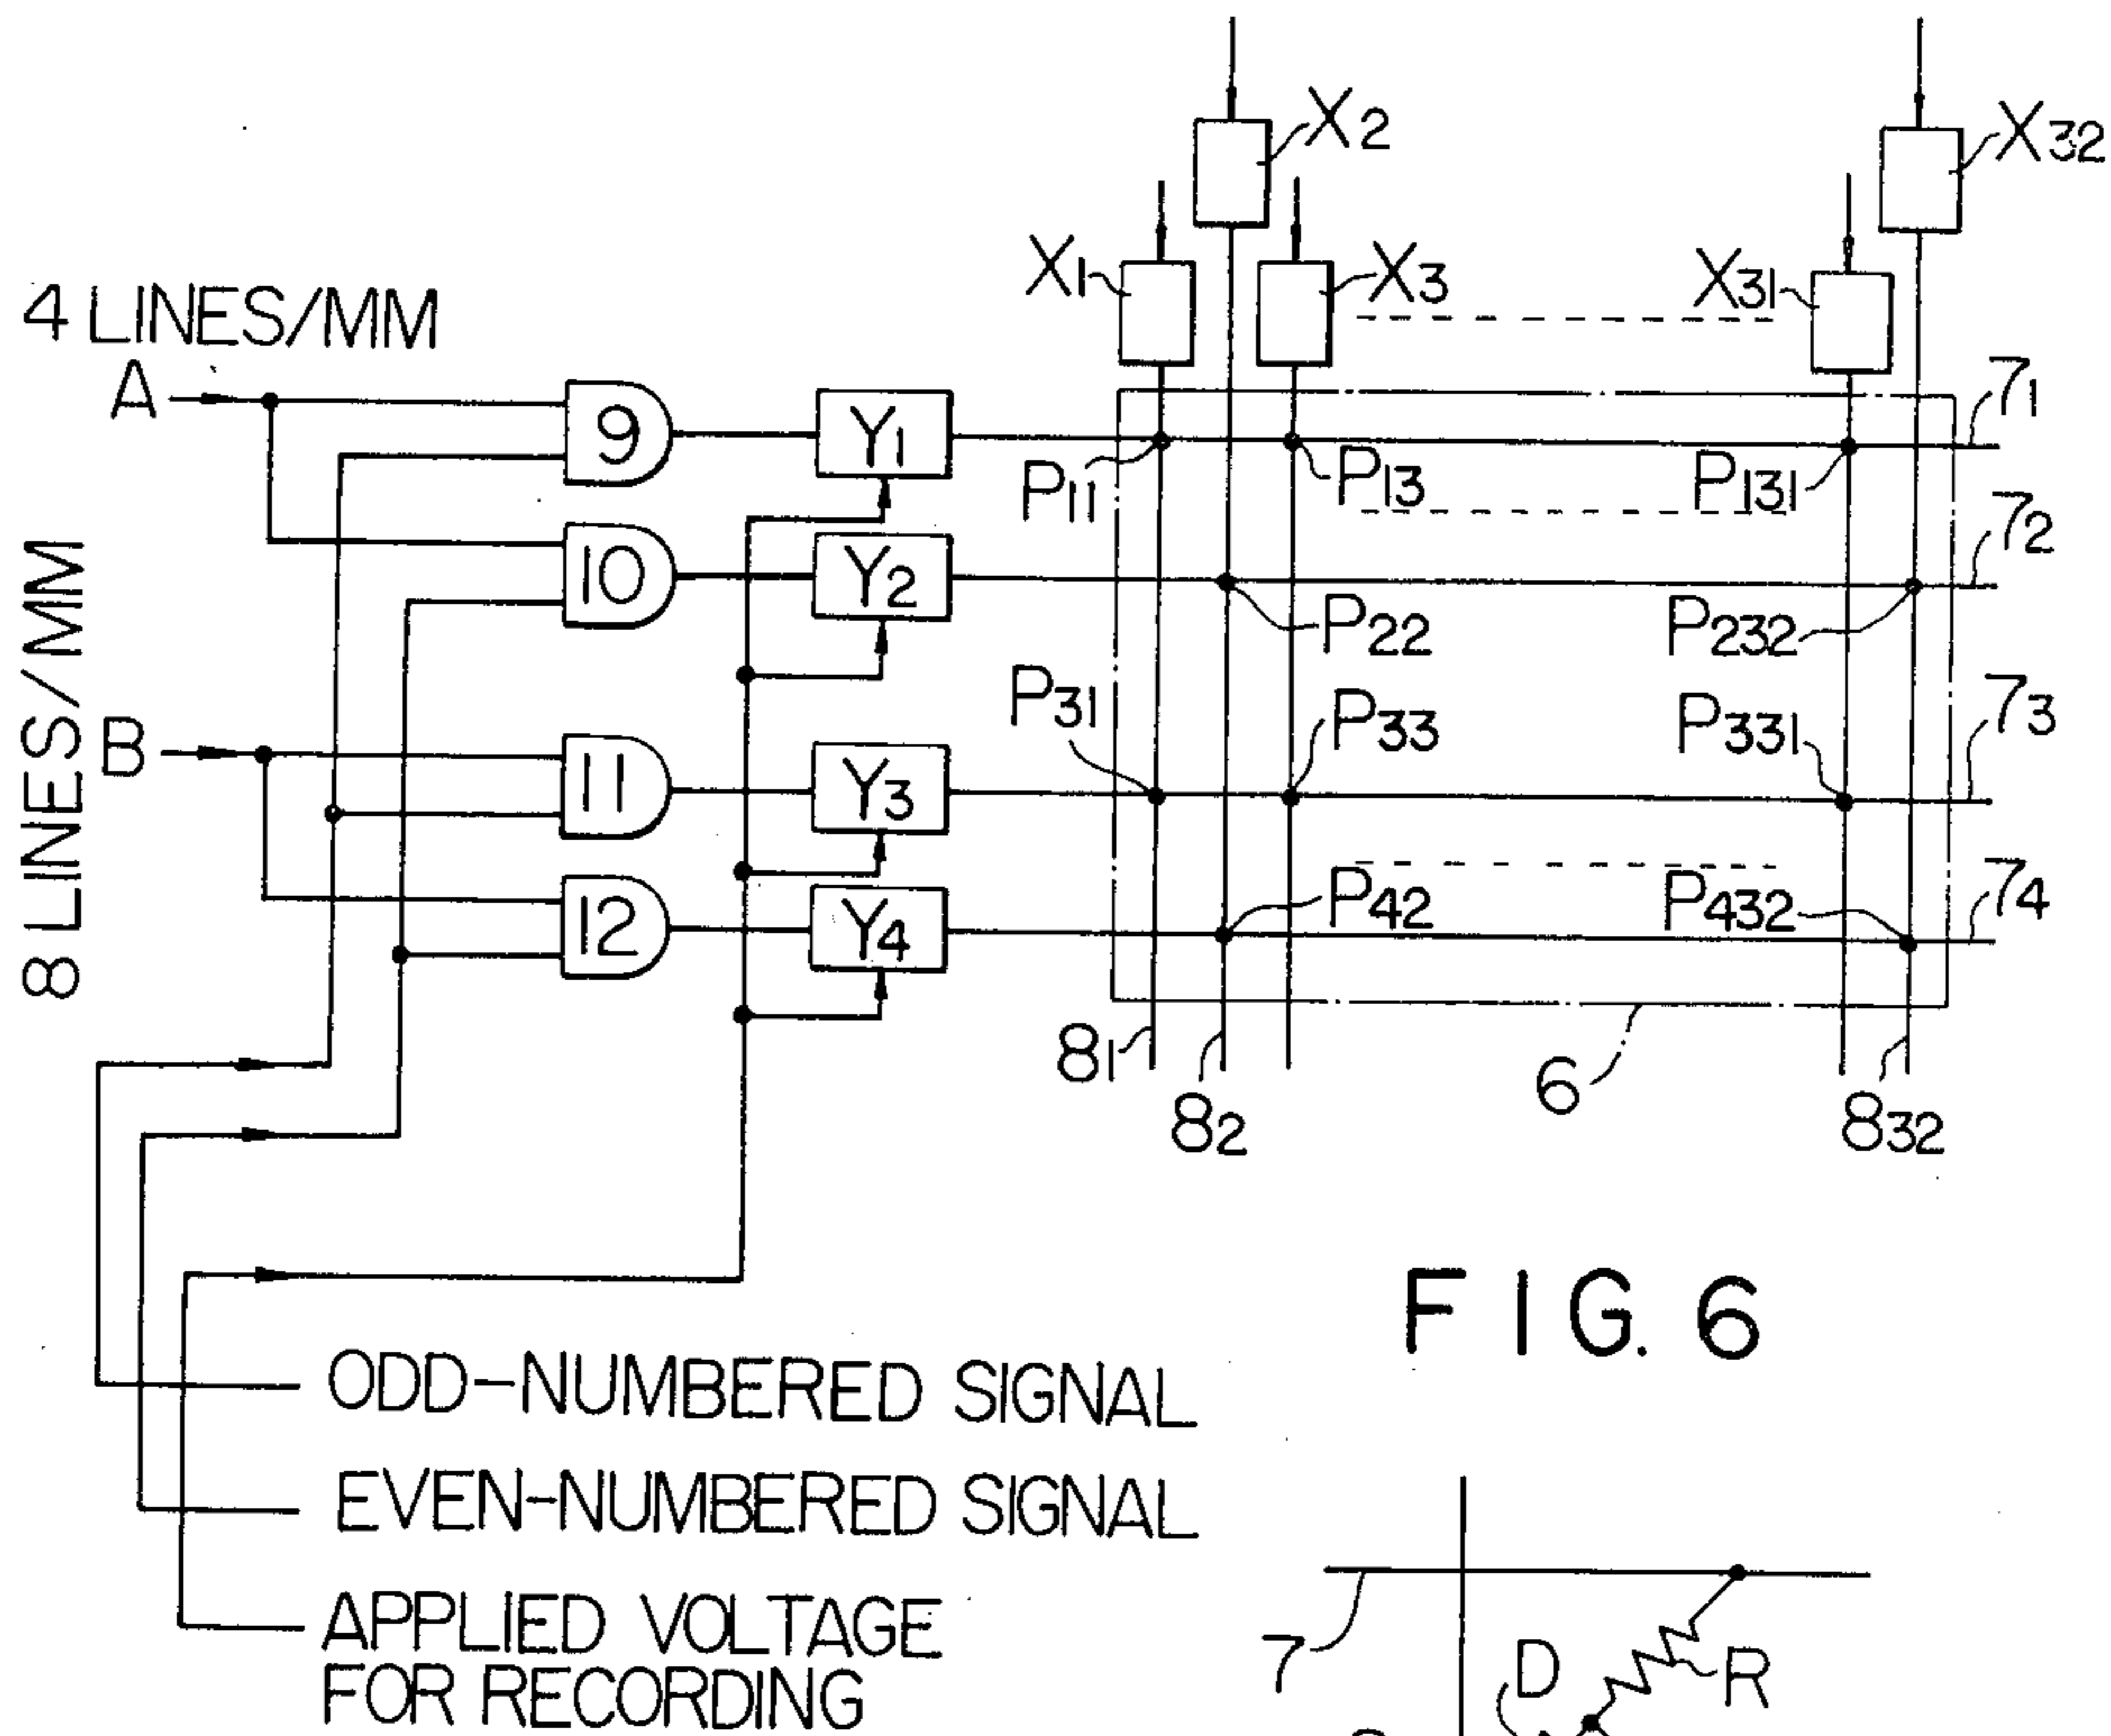 X2
X32
X1
X3
X31
4 LINES/MM
A
9
Y1
71
P11
P13
P131
72
10
Y2
P22
P232
8 LINES/MM
P31
P33
P331
73
B
11
Y3
12
Y4
P42
P432
74
81
82
6
832
FIG. 6
ODD-NUMBERED SIGNAL
EVEN-NUMBERED SIGNAL
APPLIED VOLTAGE
FOR RECORDING
7
D
R